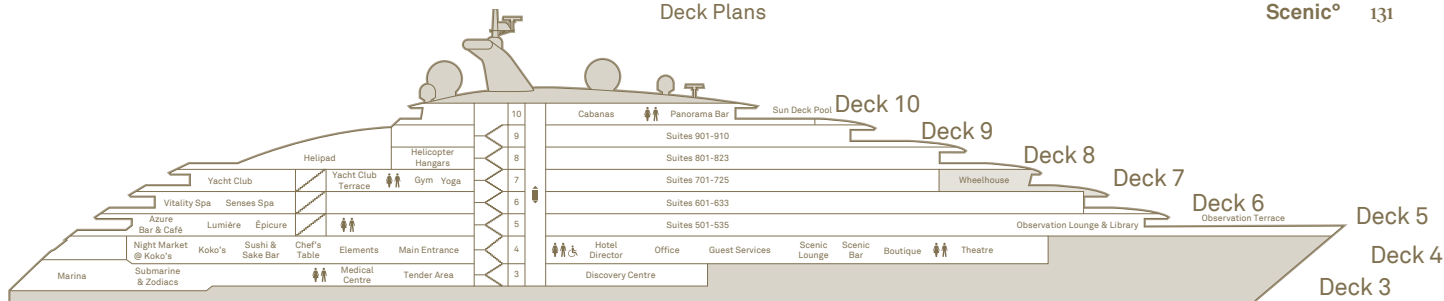 Deck Plans
Scenic° 131
10 Cabanas Panorama Bar Sun Deck Pool Deck 10
9 Suites 901-910 Deck 9
Helipad
Helicopter
Hangars
8 Suites 801-823 Deck 8
Yacht Club
Yacht Club
Terrace
Gym Yoga 7 Suites 701-725 Wheelhouse Deck 7
Vitality Spa Senses Spa 6 Suites 601-633 Deck 6
Observation Terrace
Azure
Bar & Café
Lumière Épicure 5 Suites 501-535 Observation Lounge & Library Deck 5
Night Market
@ Koko's
Koko's
Sushi &
Sake Bar
Chef's
Table
Elements Main Entrance 4
Hotel
Director
Office Guest Services
Scenic
Lounge
Scenic
Bar
Boutique Theatre Deck 4
Marina
Submarine
& Zodiacs
Medical
Centre
Tender Area 3 Discovery Centre Deck 3